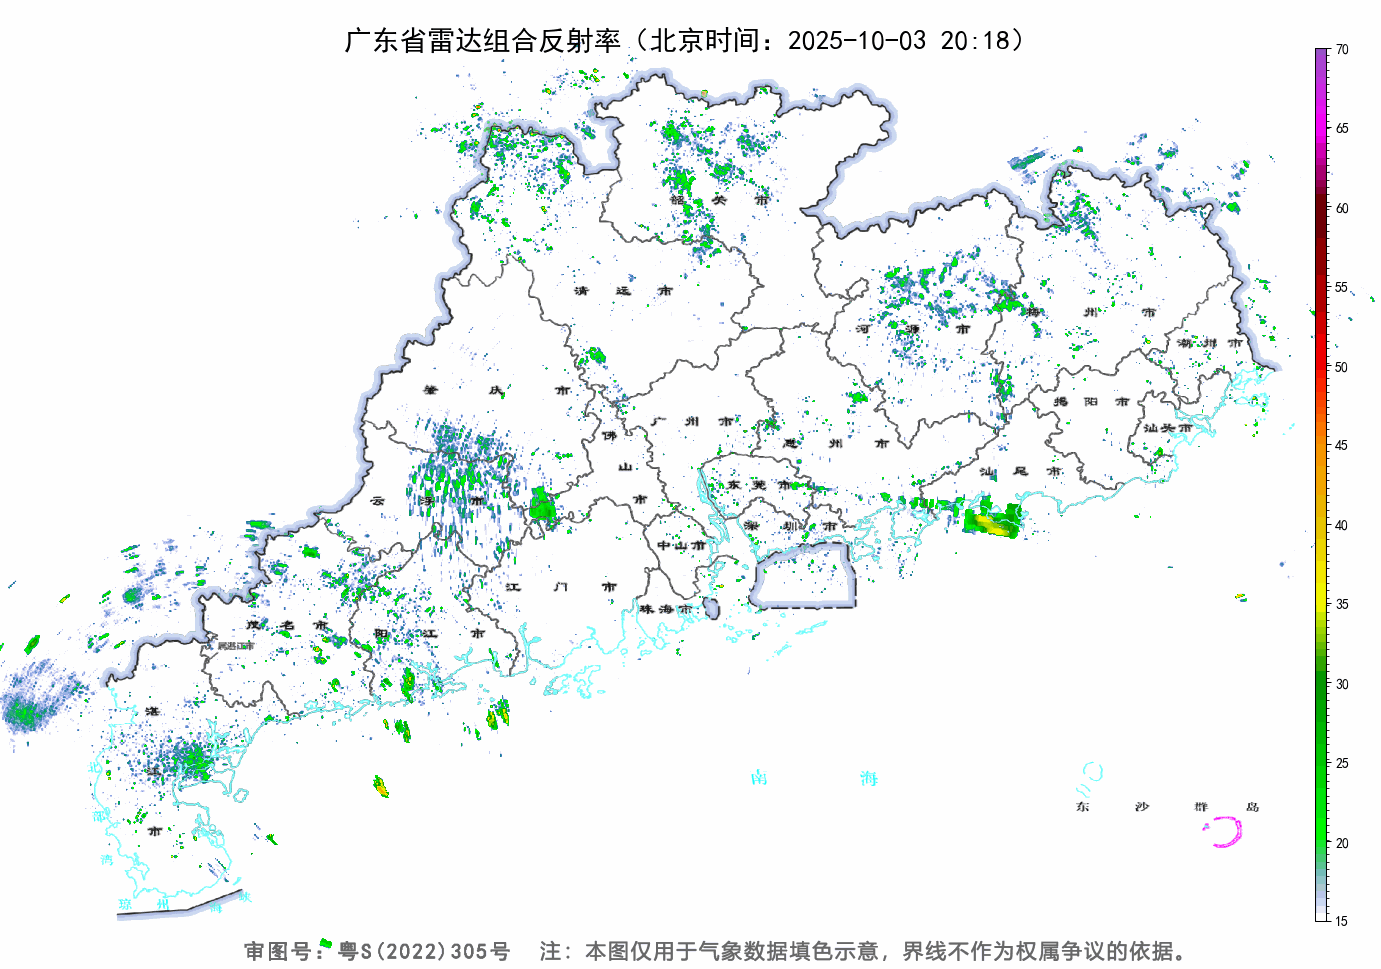 广东省雷达组合反射率（北京时间：2025-10-03 20:18）
70
65
60
55
50
45
40
35
30
25
20
15
韶关市
清远市
河源市
梅州市
潮州市
肇庆市
广州市
佛山市
惠州市
揭阳市
汕头市
汕尾市
云浮市
东莞市
深圳市
中山市
江门市
珠海市
茂名市
阳江市
属湛江市
湛江市
北部湾
琼州海峡
南海
东沙群岛
审图号：粤S(2022)305号 注：本图仅用于气象数据填色示意，界线不作为权属争议的依据。